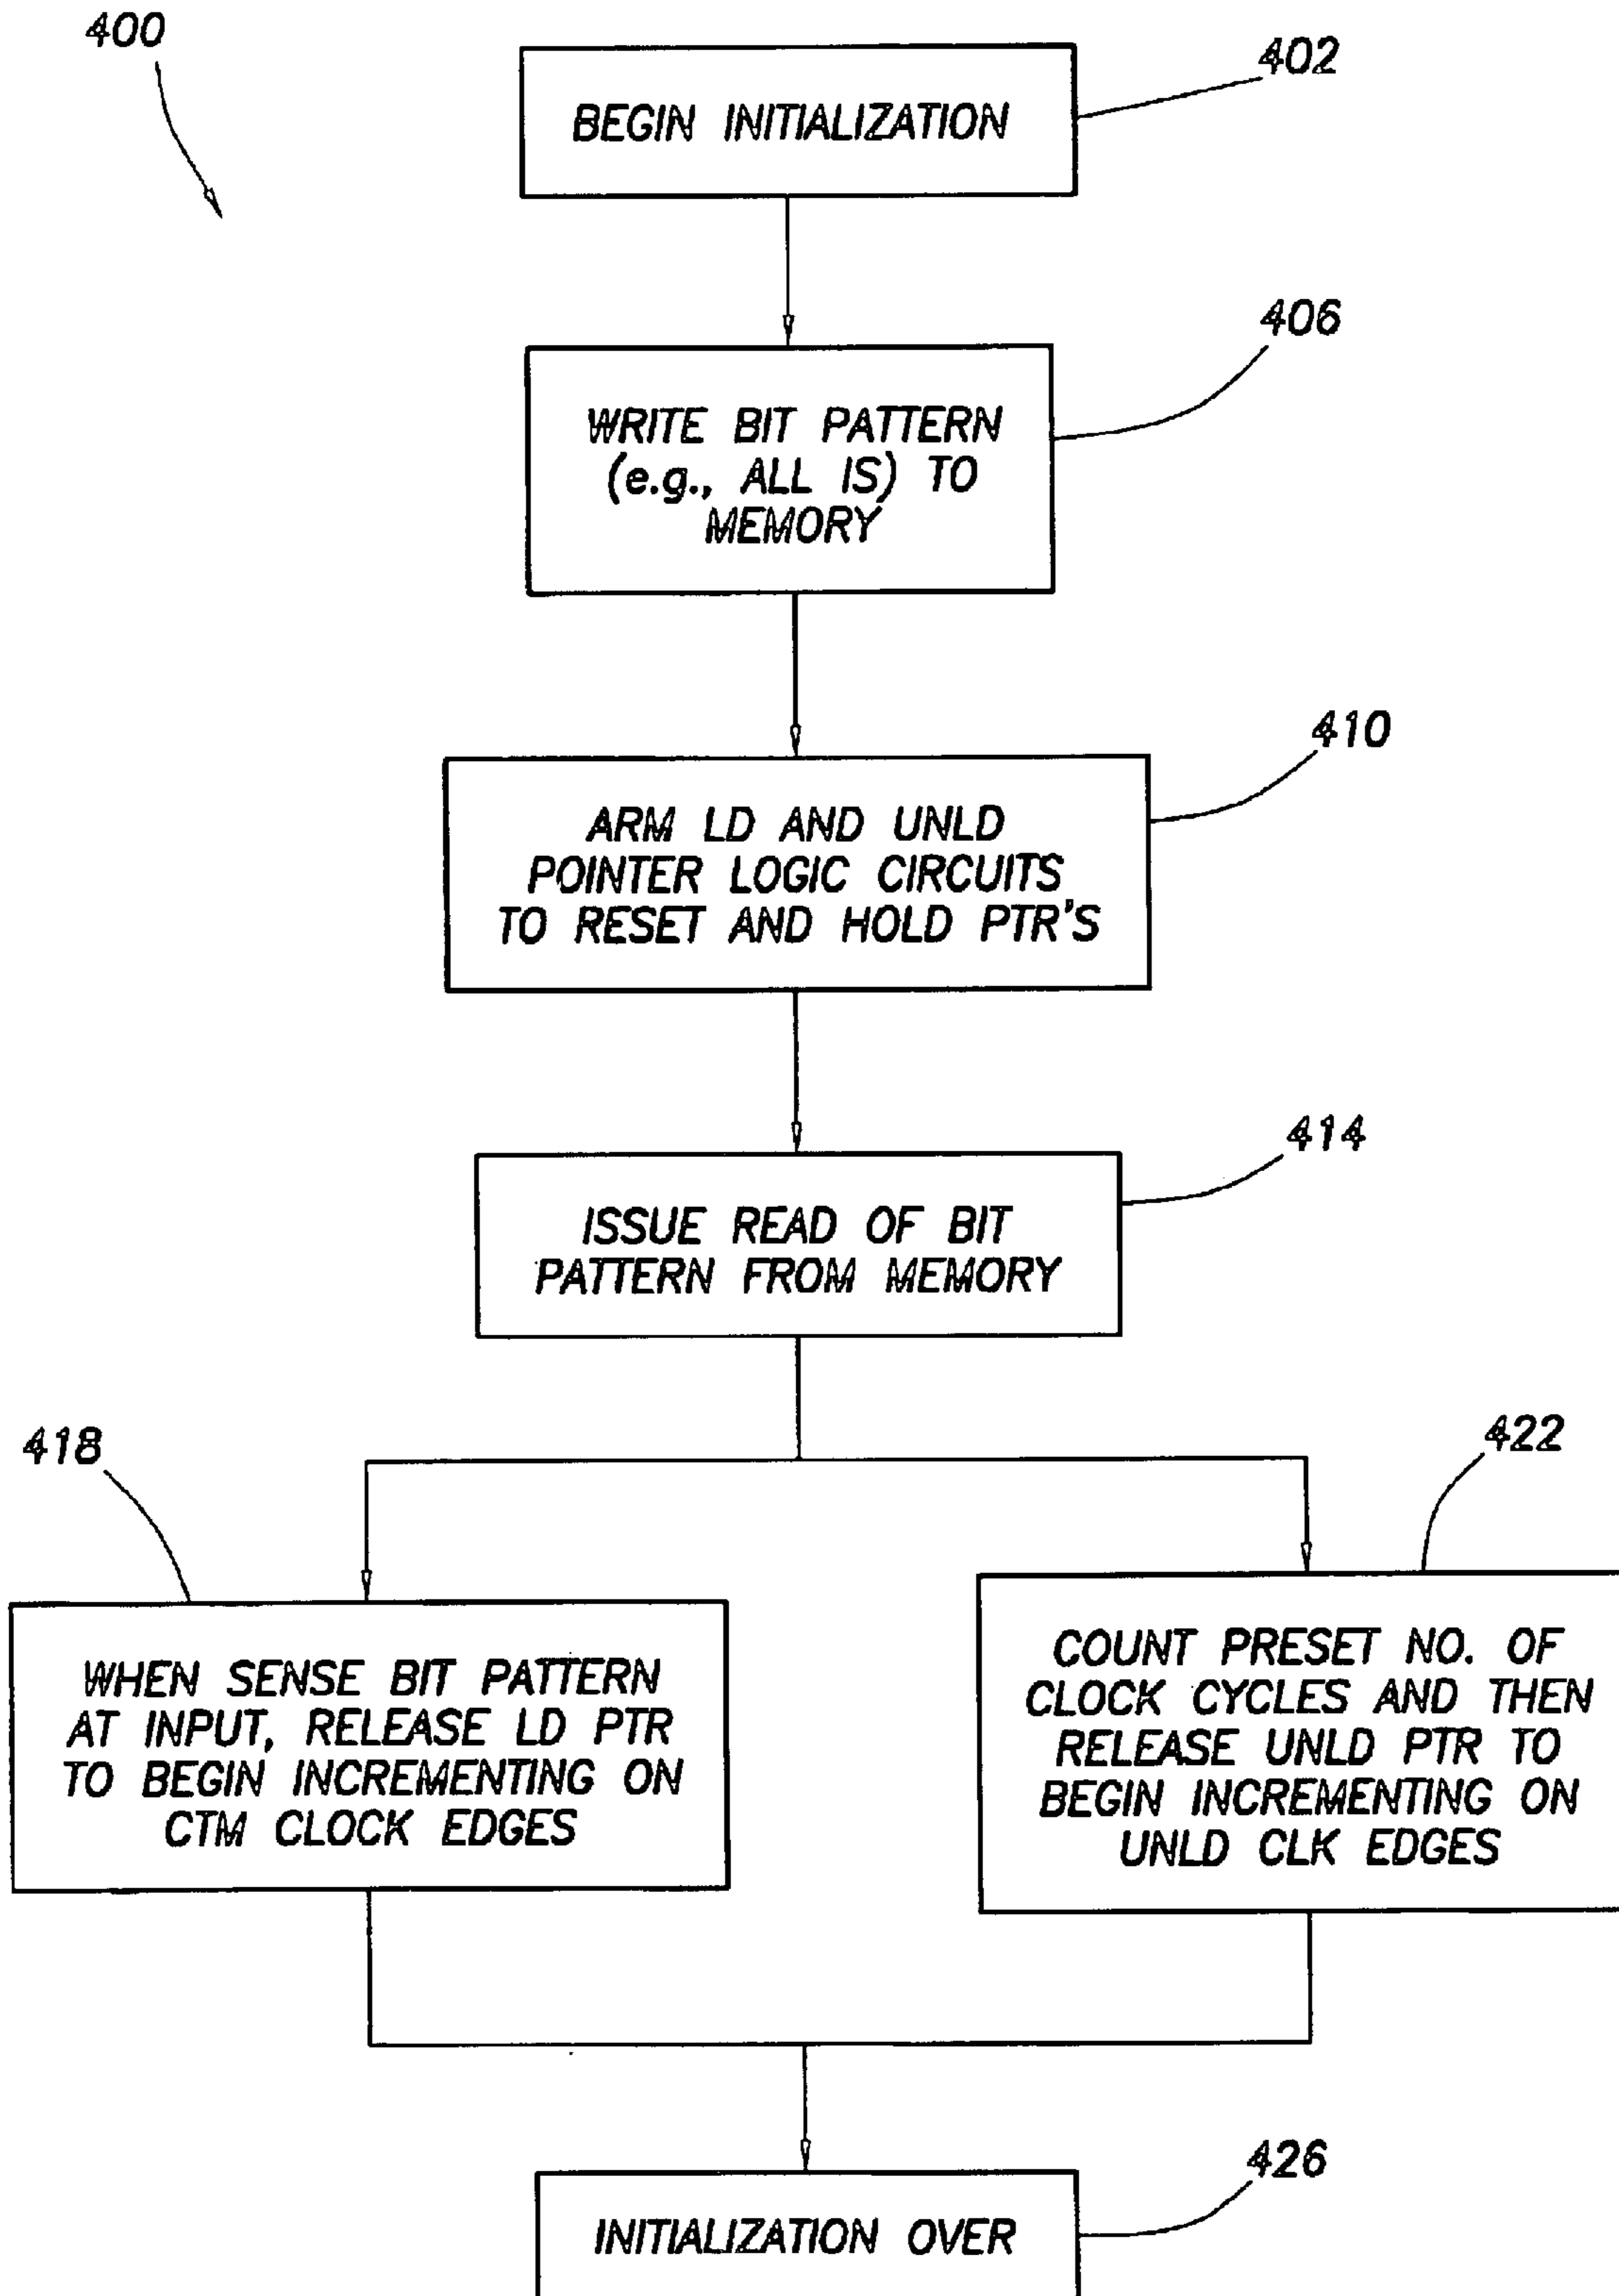 400
402
BEGIN INITIALIZATION
406
WRITE BIT PATTERN
(e.g., ALL IS) TO
MEMORY
410
ARM LD AND UNLD
POINTER LOGIC CIRCUITS
TO RESET AND HOLD PTR'S
414
ISSUE READ OF BIT
PATTERN FROM MEMORY
418
WHEN SENSE BIT PATTERN
AT INPUT, RELEASE LD PTR
TO BEGIN INCREMENTING ON
CTM CLOCK EDGES
422
COUNT PRESET NO. OF
CLOCK CYCLES AND THEN
RELEASE UNLD PTR TO
BEGIN INCREMENTING ON
UNLD CLK EDGES
426
INITIALIZATION OVER